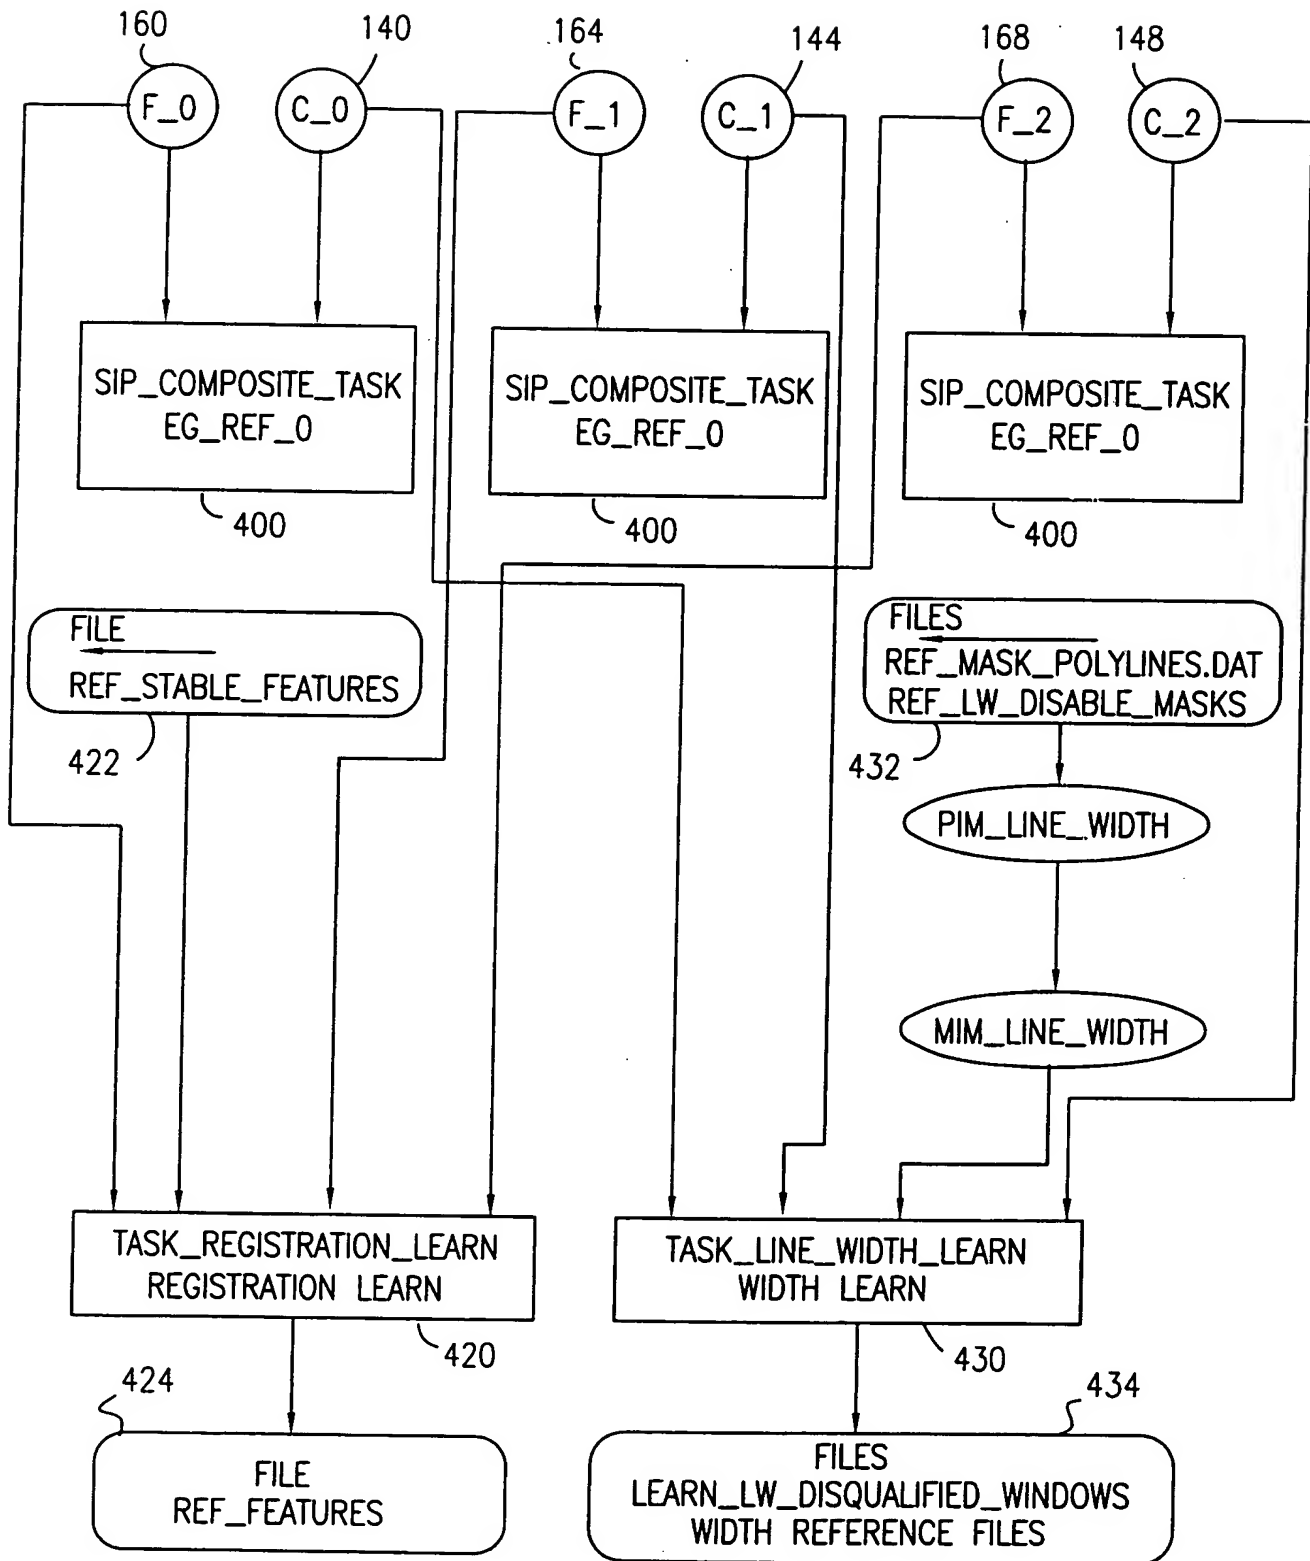 160
140
164
144
168
148
F_0
C_0
F_1
C_1
F_2
C_2
SIP_COMPOSITE_TASK
EG_REF_0
400
SIP_COMPOSITE_TASK
EG_REF_0
400
SIP_COMPOSITE_TASK
EG_REF_0
400
FILE
REF_STABLE_FEATURES
422
FILES
REF_MASK_POLYLINES.DAT
REF_LW_DISABLE_MASKS
432
PIM_LINE_WIDTH
MIM_LINE_WIDTH
TASK_REGISTRATION_LEARN
REGISTRATION LEARN
420
TASK_LINE_WIDTH_LEARN
WIDTH LEARN
430
424
FILE
REF_FEATURES
434
FILES
LEARN_LW_DISQUALIFIED_WINDOWS
WIDTH REFERENCE FILES